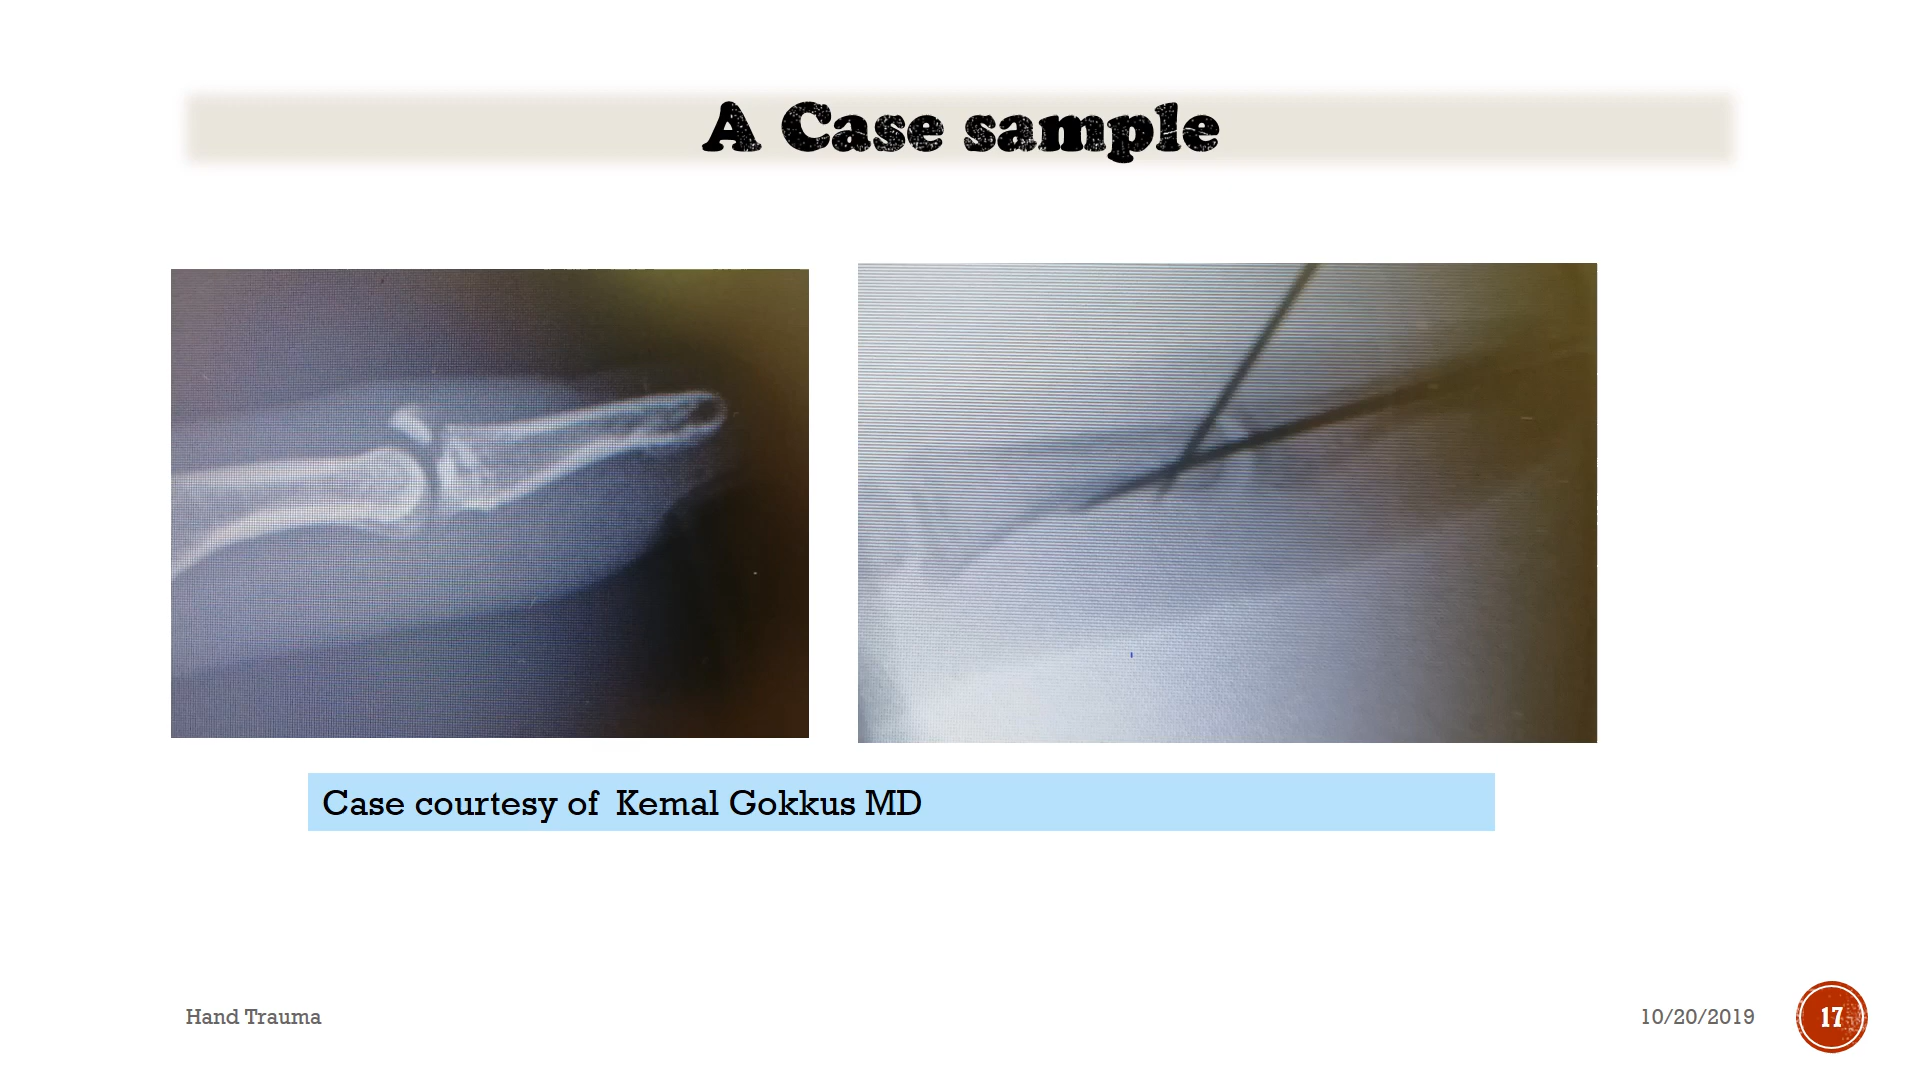 A Case sample
Case courtesy of  Kemal Gokkus MD
Hand Trauma
10/20/2019
17